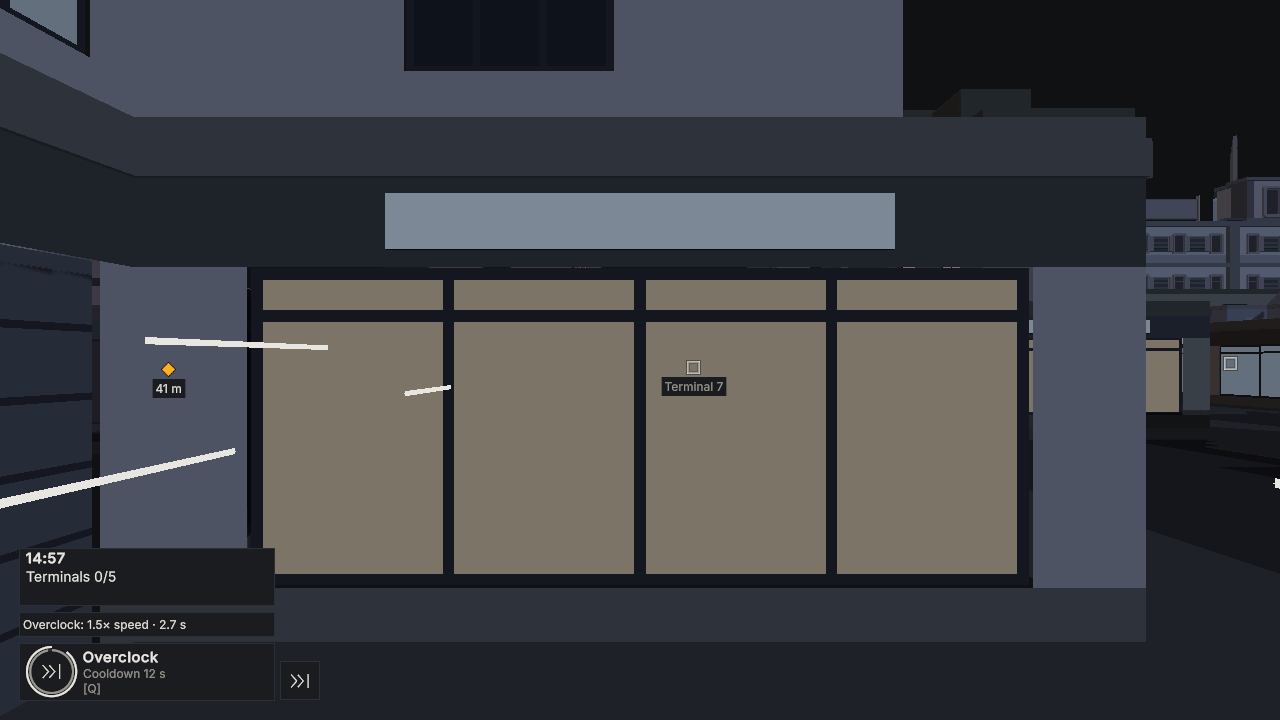 41 m
Terminal 7
14:57
Terminals 0/5
Overclock: 1.5× speed · 2.7 s
Overclock
Cooldown 12 s
[Q]